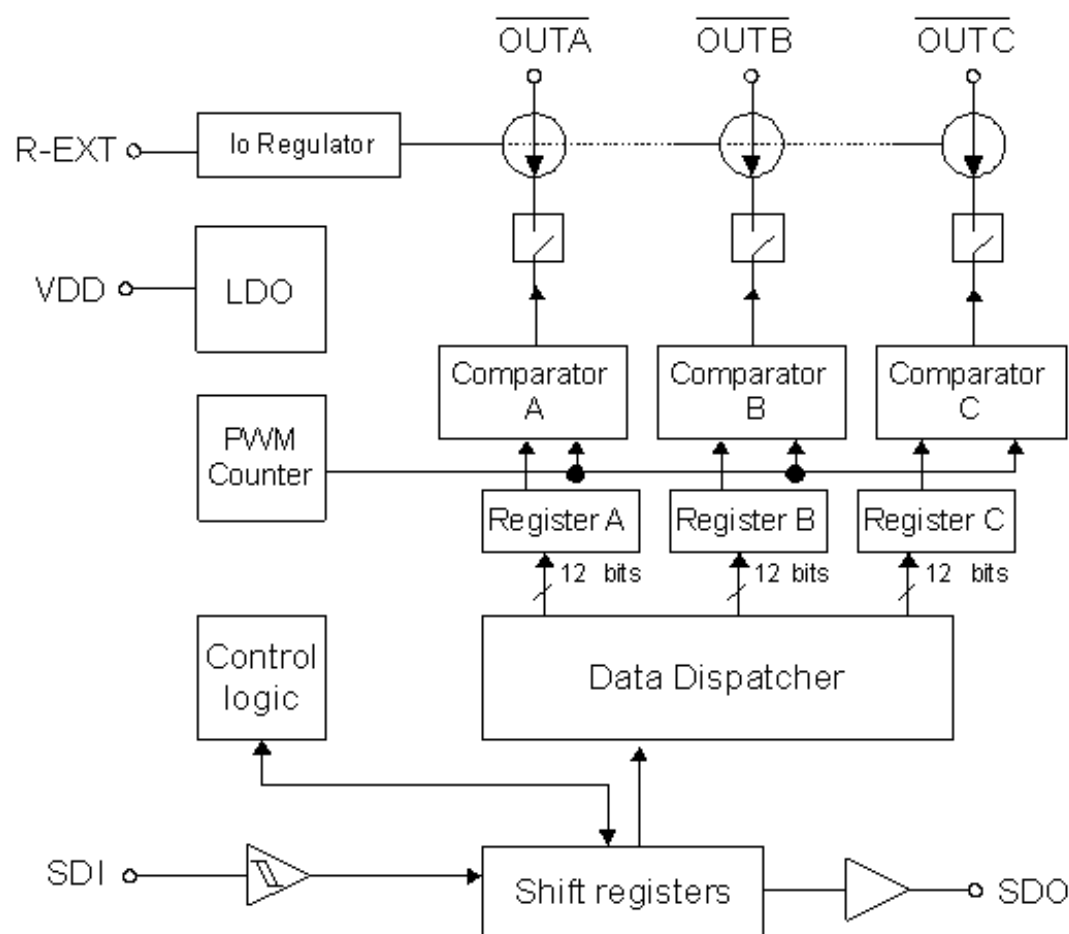 OUTA OUTB OUTC
R-EXT
Io Regulator
VDD
LDO
Comparator
A
Comparator
B
Comparator
C
PWM
Counter
Register A
Register B
Register C
12 bits
12 bits
12 bits
Control
logic
Data Dispatcher
SDI
Shift registers
SDO